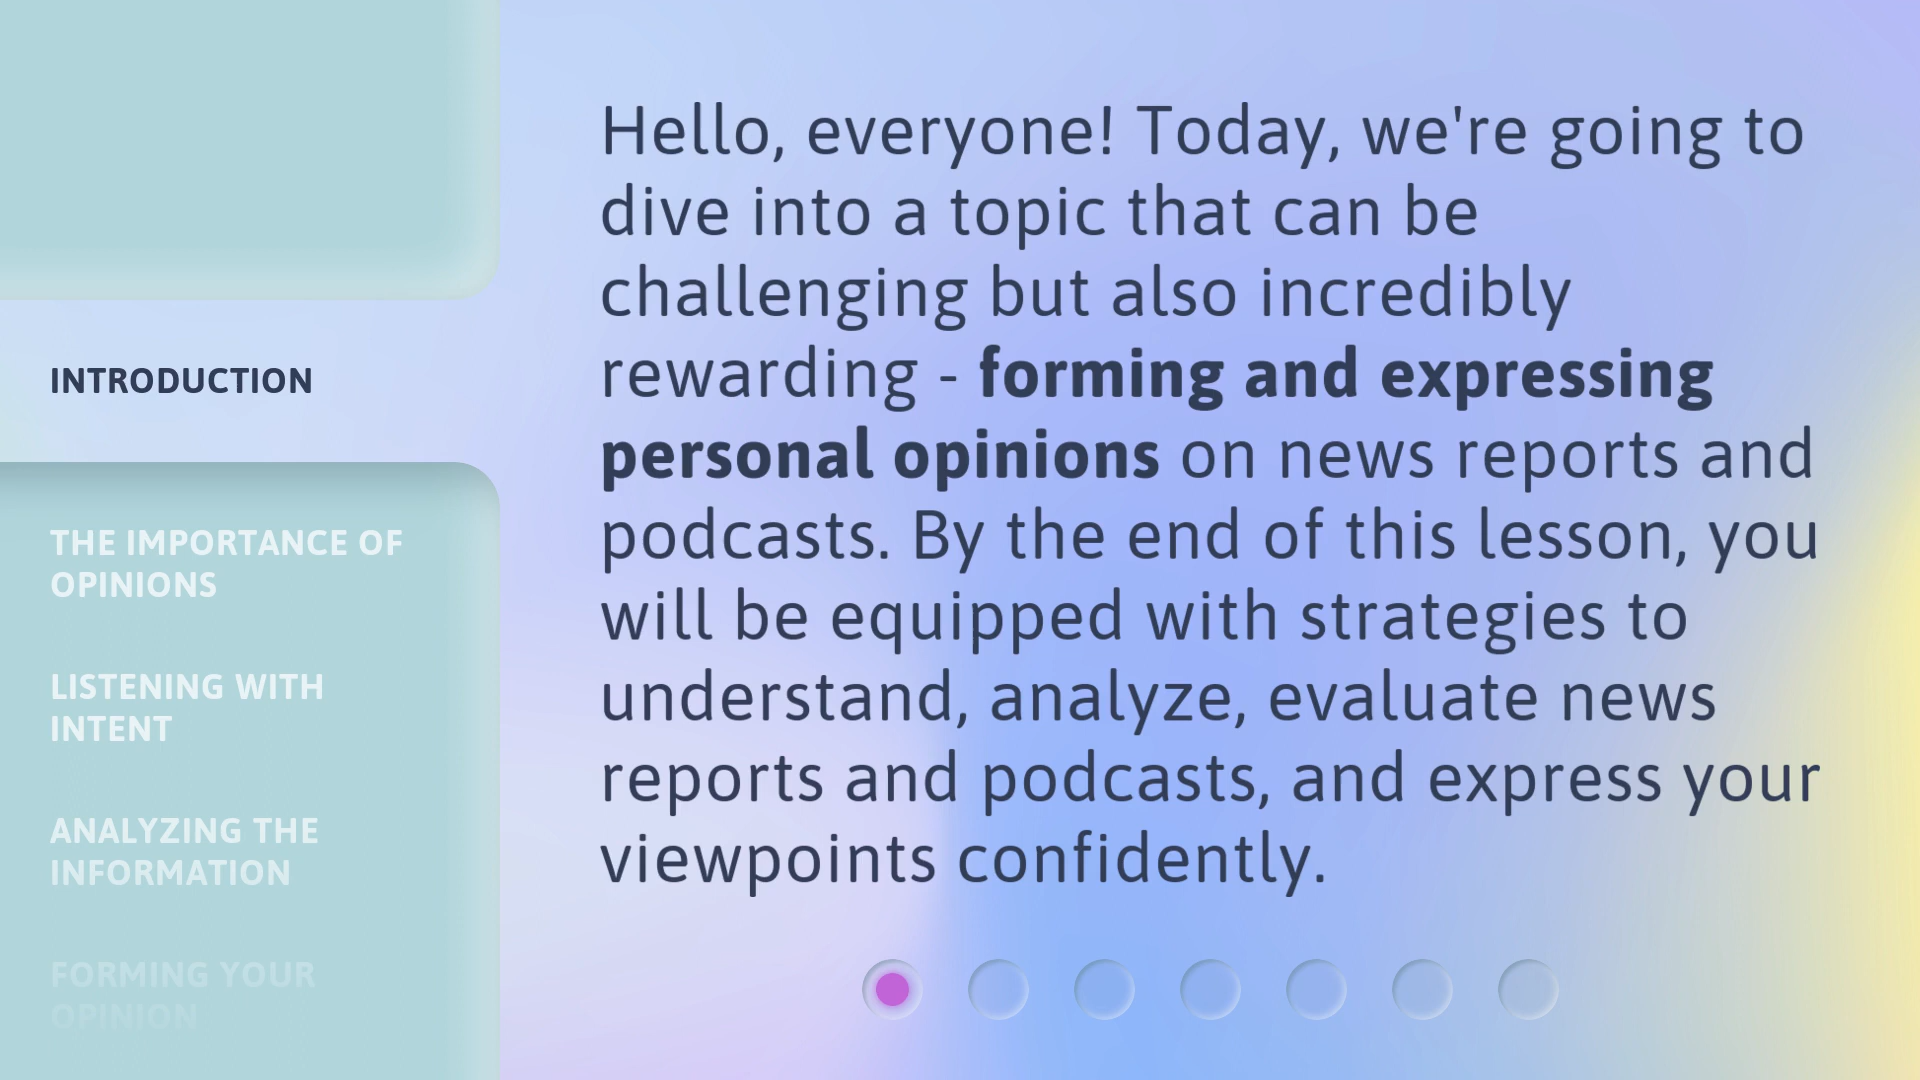 INTRODUCTION
THE IMPORTANCE OF
OPINIONS
LISTENING WITH
INTENT
ANALYZING THE
INFORMATION
FORMING YOUR
OPINION
Hello, everyone! Today, we're going to
dive into a topic that can be
challenging but also incredibly
rewarding - forming and expressing
personal opinions on news reports and
podcasts. By the end of this lesson, you
will be equipped with strategies to
understand, analyze, evaluate news
reports and podcasts, and express your
viewpoints confidently.